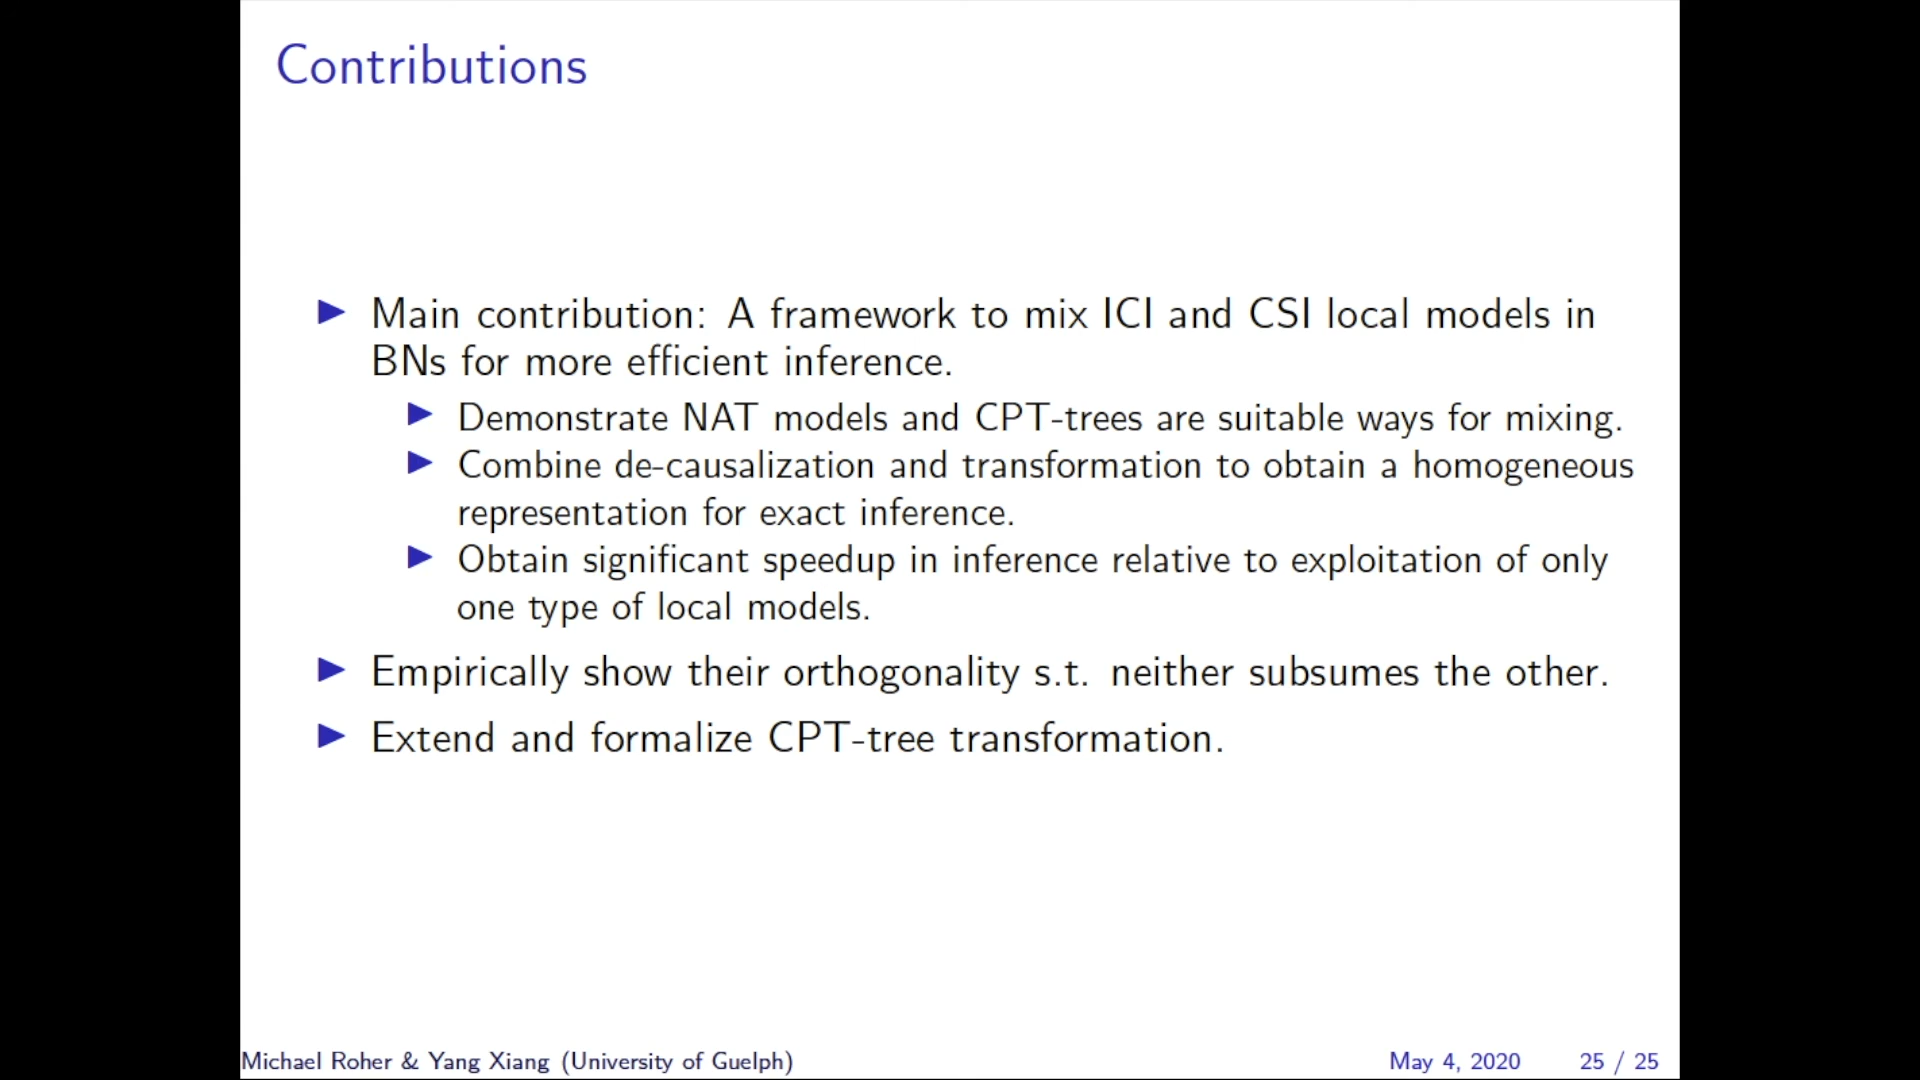 Contributions
Main contribution: A framework to mix ICI and CSI local models in
BNs for more efficient inference.
Demonstrate NAT models and CPT-trees are suitable ways for mixing.
Combine de-causalization and transformation to obtain a homogeneous
representation for exact inference.
Obtain significant speedup in inference relative to exploitation of only
one type of local models.
Empirically show their orthogonality s.t. neither subsumes the other.
Extend and formalize CPT-tree transformation.
Michael Roher & Yang Xiang (University of Guelph) May 4, 2020 25 / 25